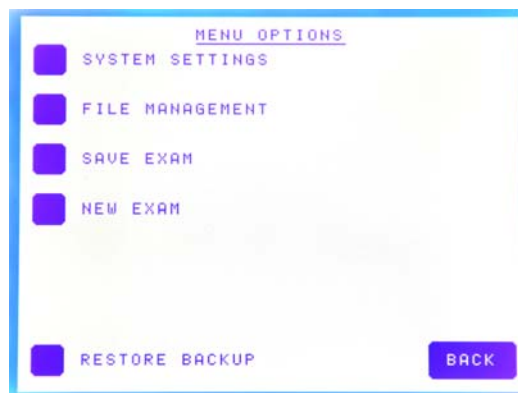 MENU OPTIONS
SYSTEM SETTINGS
FILE MANAGEMENT
SAVE EXAM
NEW EXAM
RESTORE BACKUP
BACK